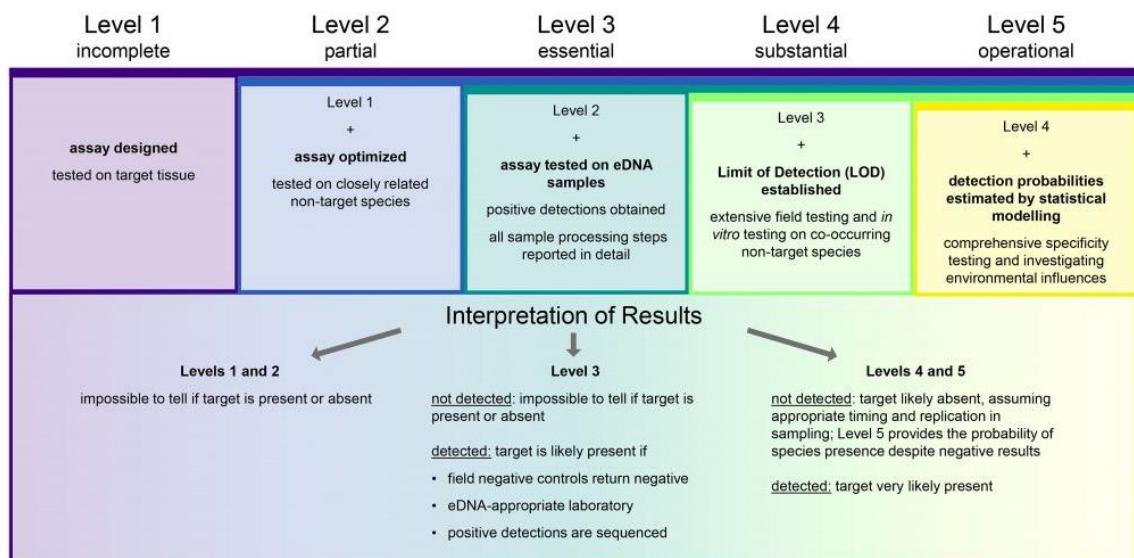 Level 1
incomplete
Level 2
partial
Level 3
essential
Level 4
substantial
Level 5
operational
assay designed
tested on target tissue
Level 1
+
assay optimized
tested on closely related
non-target species
Level 2
+
assay tested on eDNA
samples
positive detections obtained
all sample processing steps
reported in detail
Level 3
+
Limit of Detection (LOD)
established
extensive field testing and in
vitro testing on co-occurring
non-target species
Level 4
+
detection probabilities
estimated by statistical
modelling
comprehensive specificity
testing and investigating
environmental influences
Interpretation of Results
Levels 1 and 2
impossible to tell if target is present or absent
Level 3
not detected: impossible to tell if target is
present or absent
detected: target is likely present if
• field negative controls return negative
• eDNA-appropriate laboratory
• positive detections are sequenced
Levels 4 and 5
not detected: target likely absent, assuming
appropriate timing and replication in
sampling; Level 5 provides the probability of
species presence despite negative results
detected: target very likely present